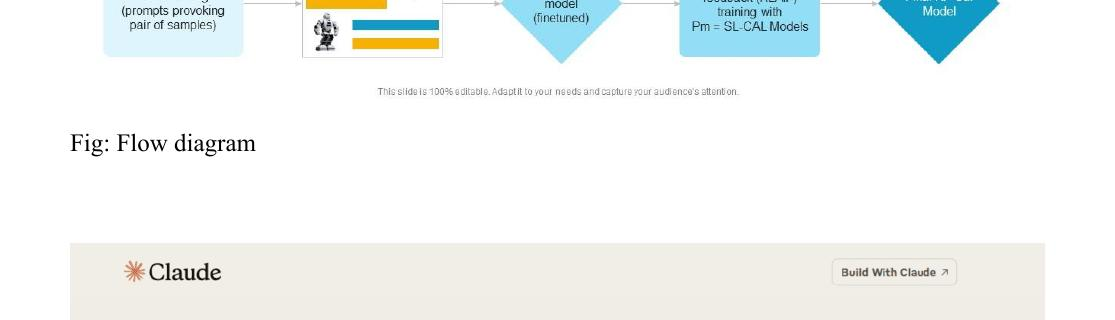 (prompts provoking
pair of samples)
model
(finetuned)
training with
Pm = SL-CAL Models
Model
This slide is 100% editable. Adapt it to your needs and capture your audience's attention.
Fig: Flow diagram
Claude
Build With Claude ↗